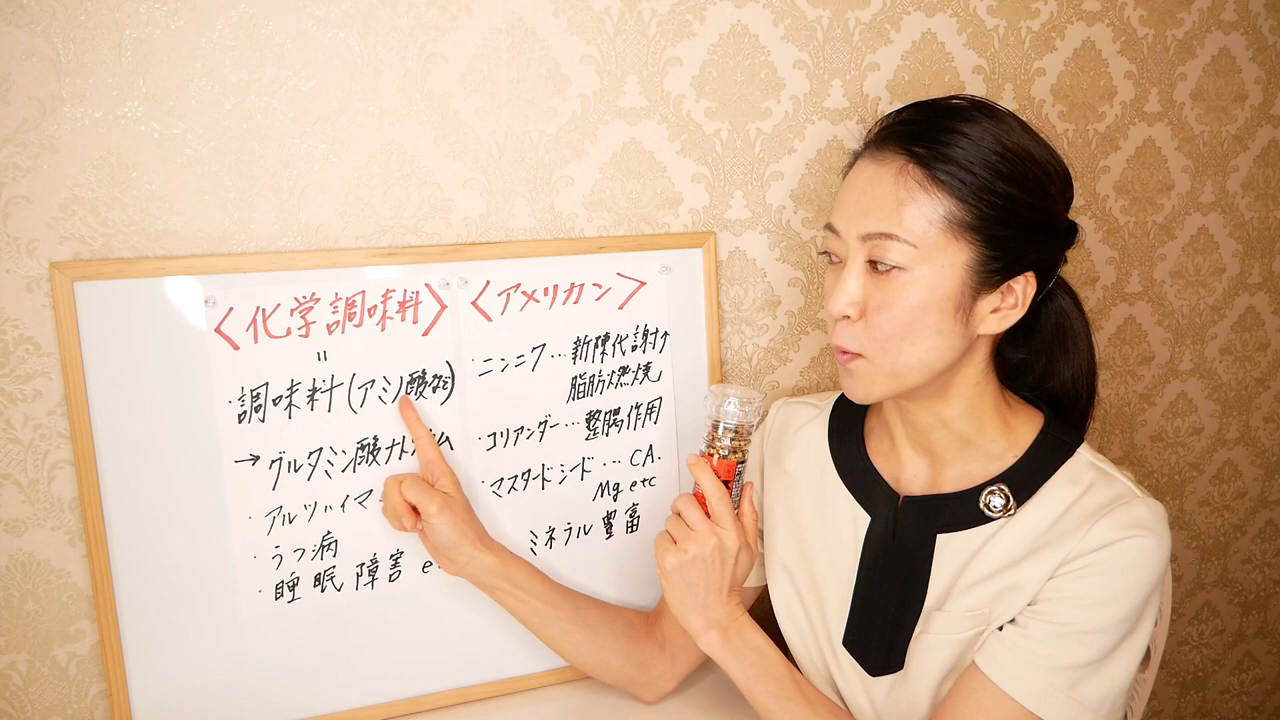 〈化学調味料〉
〃
・調味料(アミノ酸など)
→グルタミン酸ナトリウム
・アルツハイマー
・うつ病
・睡眠障害 e
〈アメリカン〉
・ニンニク…新陳代謝↑
脂肪燃焼
・コリアンダー…整腸作用
・マスタードシード…CA.
Mg etc
ミネラル豊富